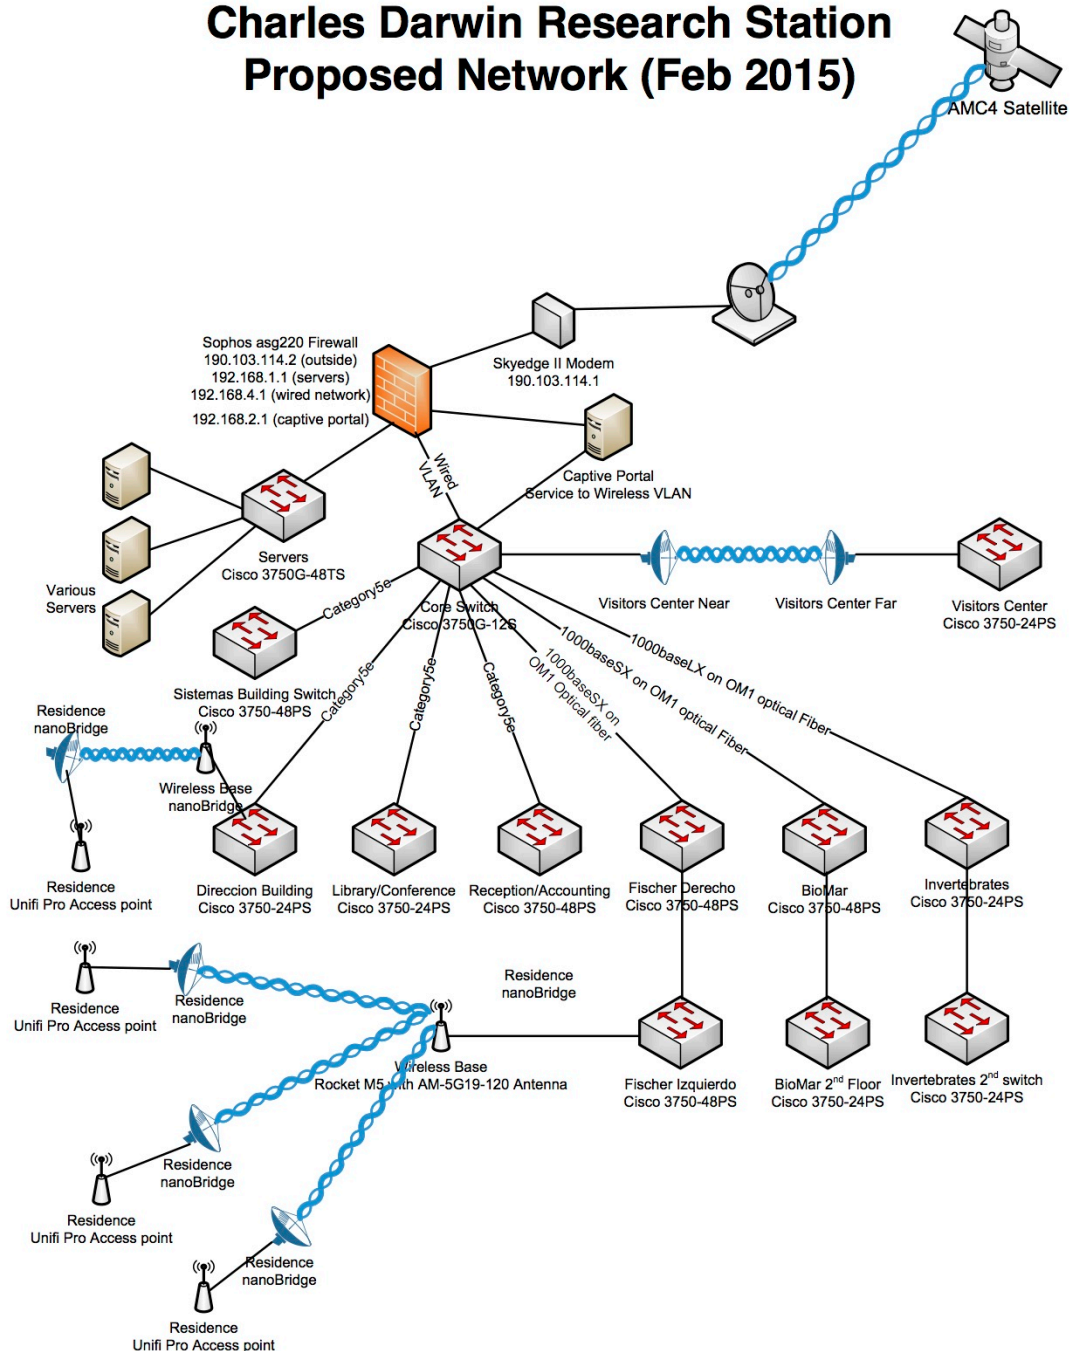 Charles Darwin Research Station
Proposed Network (Feb 2015)
AMC4 Satellite
Skyedge II Modem
190.103.114.1
Sophos asg220 Firewall
190.103.114.2 (outside)
192.168.1.1 (servers)
192.168.4.1 (wired network)
192.168.2.1 (captive portal)
Wired
VLAN
Captive Portal
Service to Wireless VLAN
Servers
Cisco 3750G-48TS
Various
Servers
Core Switch
Cisco 3750G-12S
Visitors Center Near
Visitors Center Far
Visitors Center
Cisco 3750-24PS
Category5e
Sistemas Building Switch
Cisco 3750-48PS
Category5e
Category5e
Category5e
1000baseSX on
OM1 Optical fiber
1000baseSX on OM1 optical Fiber
1000baseLX on OM1 optical Fiber
Residence
nanoBridge
Wireless Base
nanoBridge
Residence
Unifi Pro Access point
Direccion Building
Cisco 3750-24PS
Library/Conference
Cisco 3750-24PS
Reception/Accounting
Cisco 3750-48PS
Fischer Derecho
Cisco 3750-48PS
BioMar
Cisco 3750-48PS
Invertebrates
Cisco 3750-24PS
Residence
Unifi Pro Access point
Residence
nanoBridge
Residence
nanoBridge
Wireless Base
Rocket M5 with AM-5G19-120 Antenna
Fischer Izquierdo
Cisco 3750-48PS
BioMar 2nd Floor
Cisco 3750-24PS
Invertebrates 2nd switch
Cisco 3750-24PS
Residence
nanoBridge
Residence
Unifi Pro Access point
Residence
nanoBridge
Residence
Unifi Pro Access point